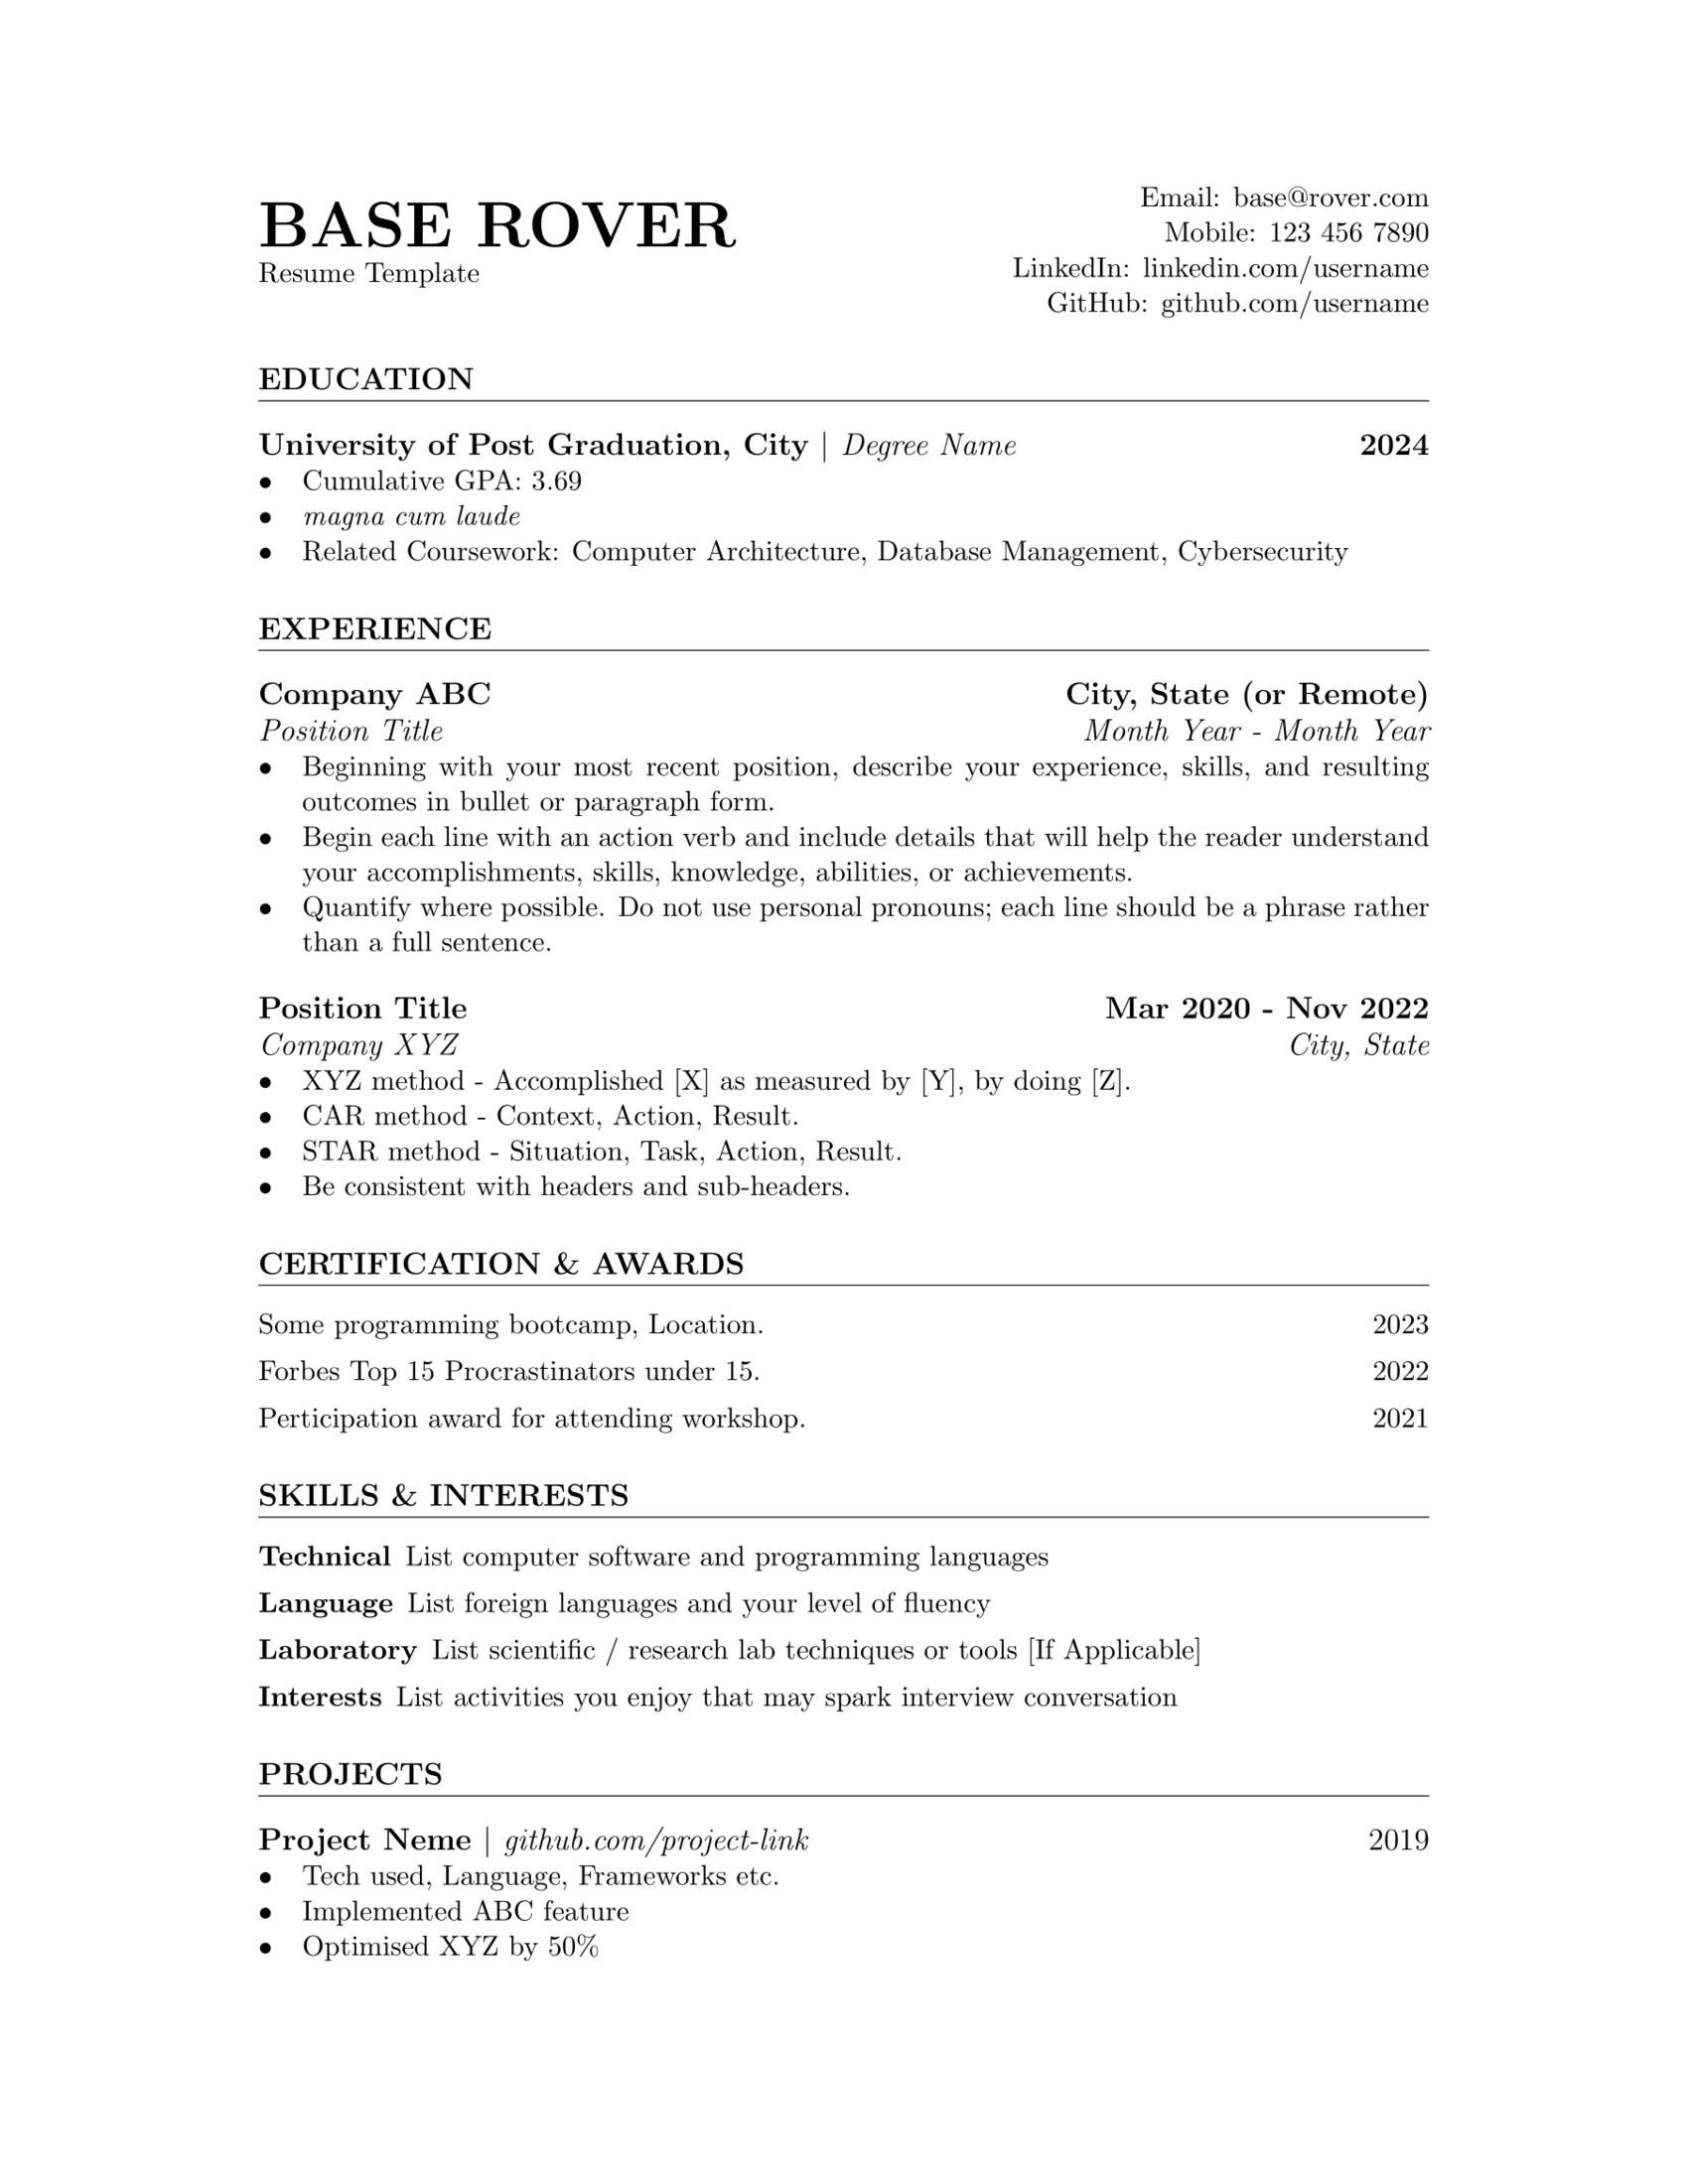 BASE ROVER
Resume Template
Email: base@rover.com
Mobile: 123 456 7890
LinkedIn: linkedin.com/username
GitHub: github.com/username
EDUCATION
University of Post Graduation, City | Degree Name 2024
• Cumulative GPA: 3.69
• magna cum laude
• Related Coursework: Computer Architecture, Database Management, Cybersecurity
EXPERIENCE
Company ABC City, State (or Remote)
Position Title Month Year - Month Year
• Beginning with your most recent position, describe your experience, skills, and resulting
outcomes in bullet or paragraph form.
• Begin each line with an action verb and include details that will help the reader understand
your accomplishments, skills, knowledge, abilities, or achievements.
• Quantify where possible. Do not use personal pronouns; each line should be a phrase rather
than a full sentence.
Position Title Mar 2020 - Nov 2022
Company XYZ City, State
• XYZ method - Accomplished [X] as measured by [Y], by doing [Z].
• CAR method - Context, Action, Result.
• STAR method - Situation, Task, Action, Result.
• Be consistent with headers and sub-headers.
CERTIFICATION & AWARDS
Some programming bootcamp, Location. 2023
Forbes Top 15 Procrastinators under 15. 2022
Perticipation award for attending workshop. 2021
SKILLS & INTERESTS
Technical List computer software and programming languages
Language List foreign languages and your level of fluency
Laboratory List scientific / research lab techniques or tools [If Applicable]
Interests List activities you enjoy that may spark interview conversation
PROJECTS
Project Neme | github.com/project-link 2019
• Tech used, Language, Frameworks etc.
• Implemented ABC feature
• Optimised XYZ by 50%